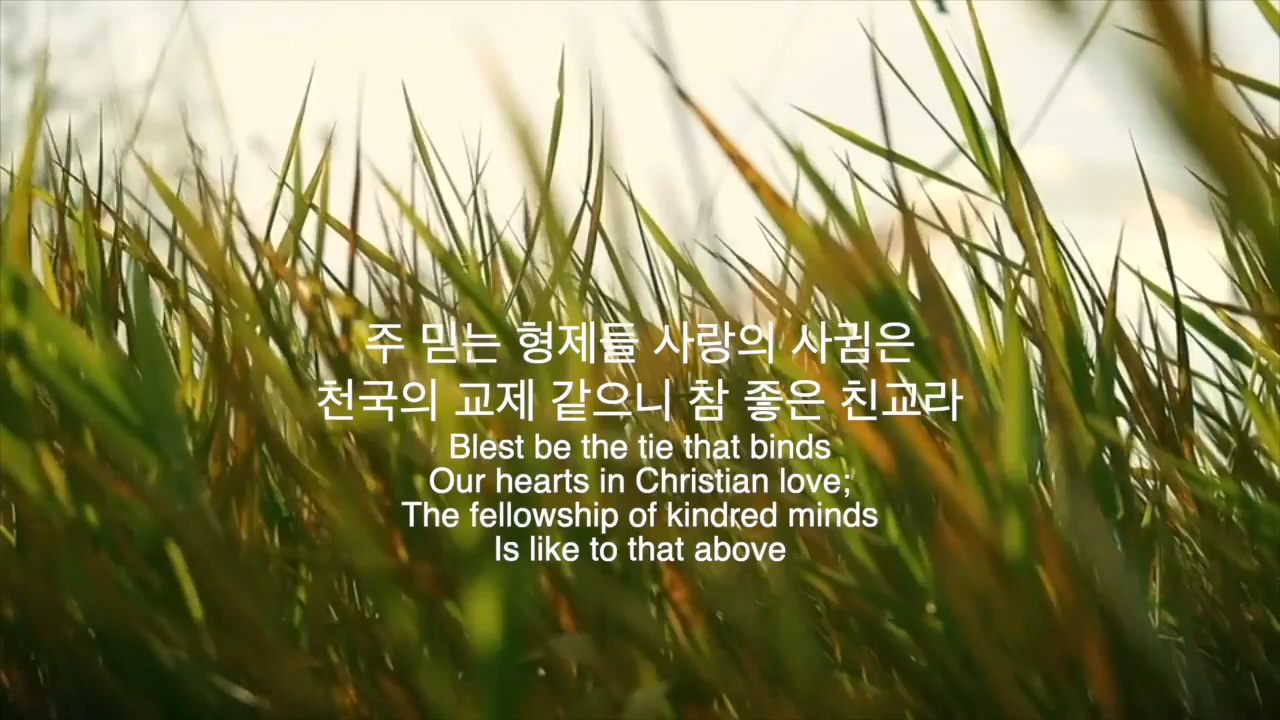 주 믿는 형제들 사랑의 사귐은
천국의 교제 같으니 참 좋은 친교라
Blest be the tie that binds
Our hearts in Christian love;
The fellowship of kindred minds
Is like to that above